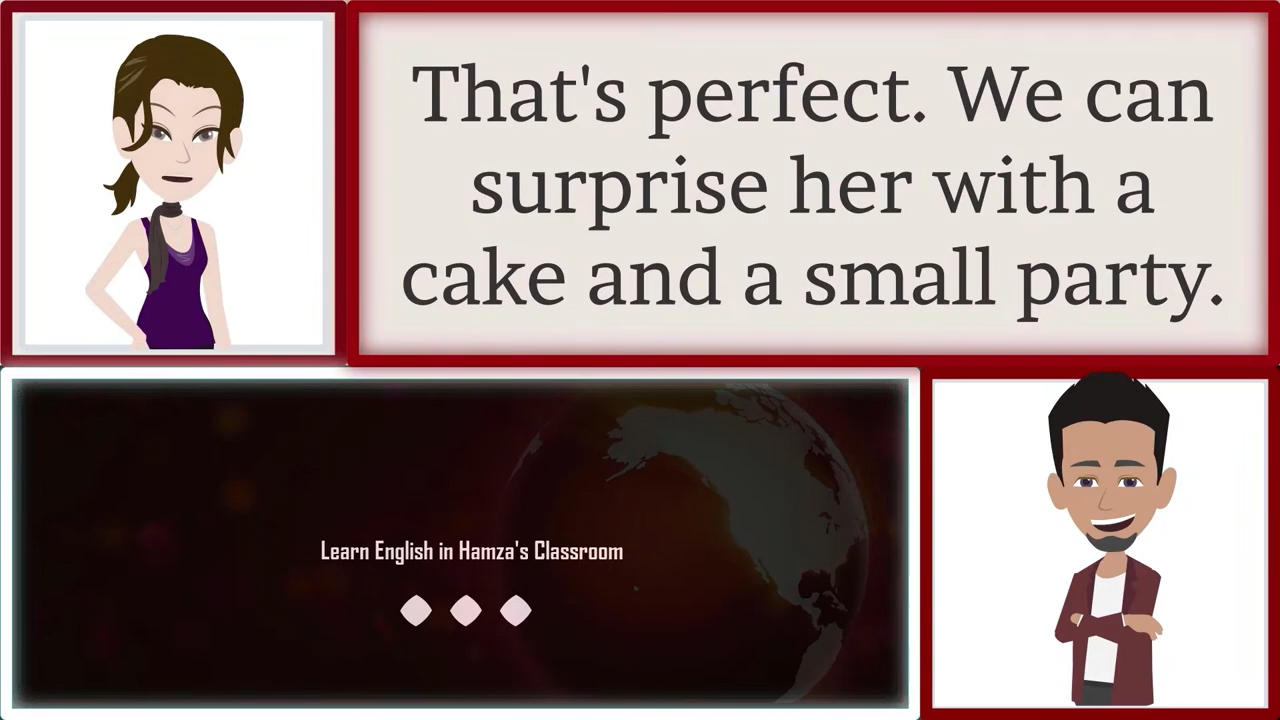 That's perfect. We can
surprise her with a
cake and a small party.
Learn English in Hamza's Classroom